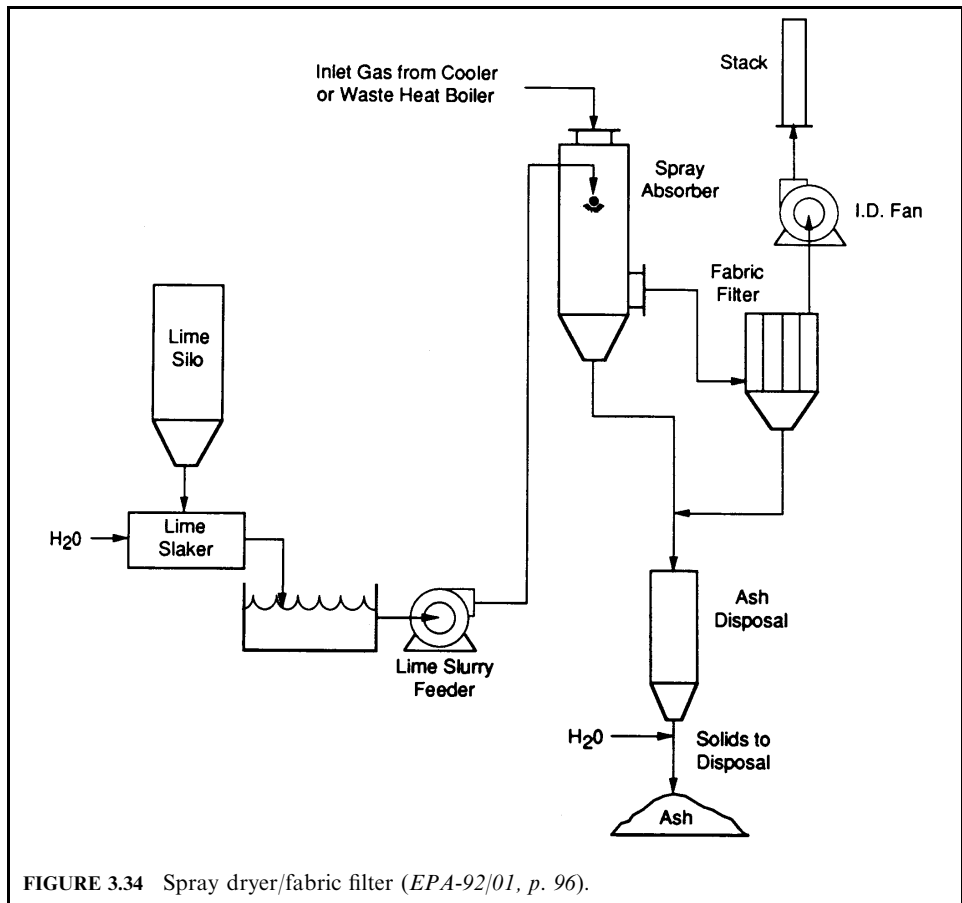 Inlet Gas from Cooler
or Waste Heat Boiler
Stack
Spray
Absorber
I.D. Fan
Fabric
Filter
Lime
Silo
H₂0
Lime
Slaker
Lime Slurry
Feeder
Ash
Disposal
H₂0
Solids to
Disposal
Ash
FIGURE 3.34 Spray dryer/fabric filter (EPA-92/01, p. 96).